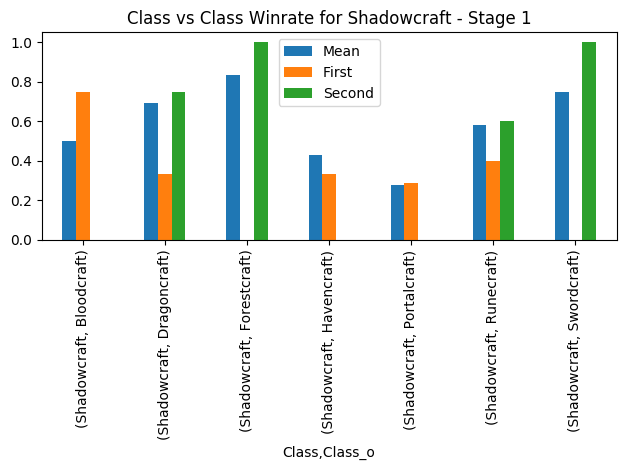 Class vs Class Winrate for Shadowcraft - Stage 1
1.0
0.8
0.6
0.4
0.2
0.0
Mean
First
Second
(Shadowcraft, Bloodcraft)
(Shadowcraft, Dragoncraft)
(Shadowcraft, Forestcraft)
(Shadowcraft, Havencraft)
(Shadowcraft, Portalcraft)
(Shadowcraft, Runecraft)
(Shadowcraft, Swordcraft)
Class,Class_o